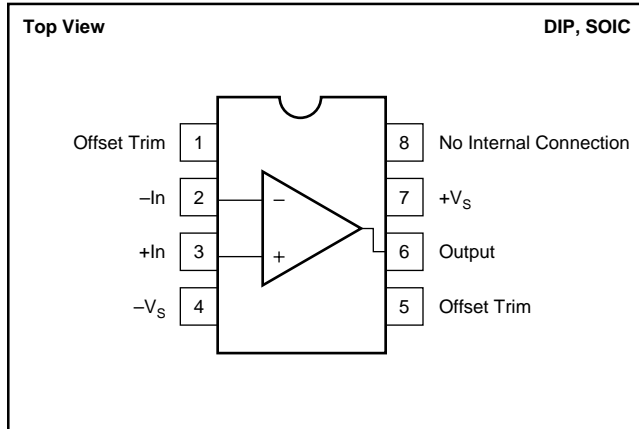 Top View DIP, SOIC
Offset Trim 1 8 No Internal Connection
–In 2 – 7 +VS
+In 3 + 6 Output
–VS 4 5 Offset Trim